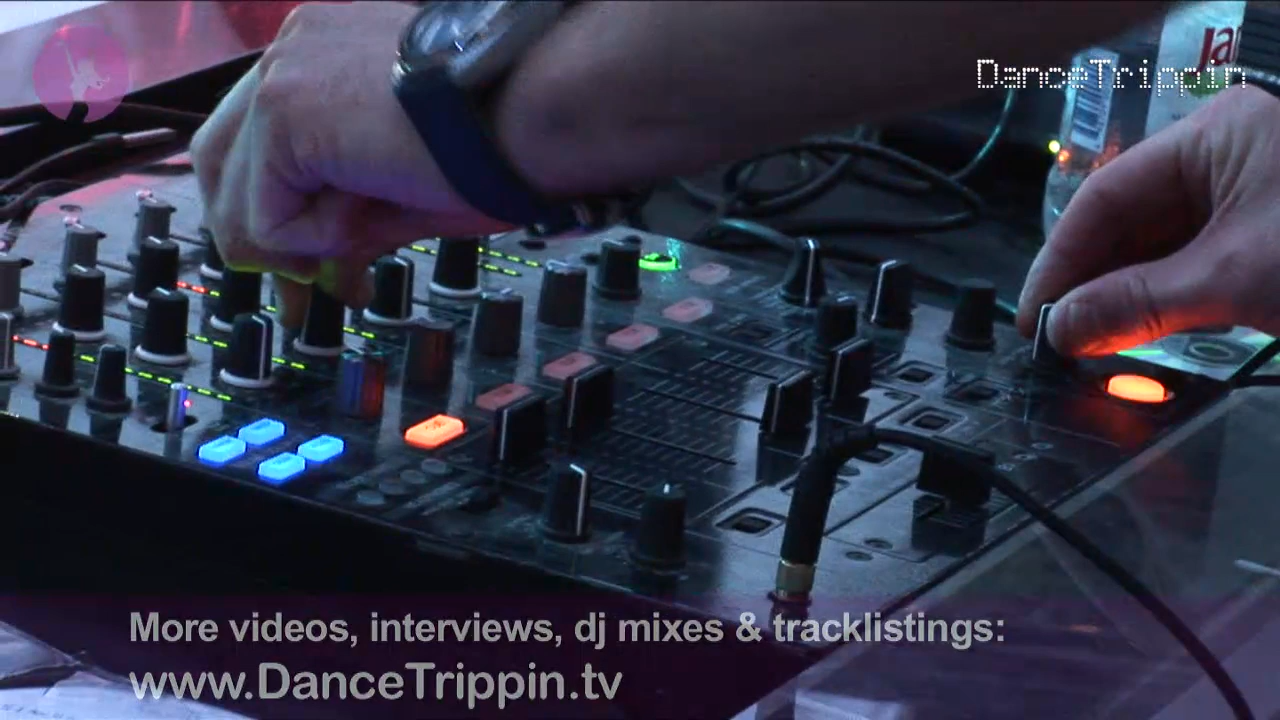 DanceTrippin
More videos, interviews, dj mixes & tracklistings:
www.DanceTrippin.tv